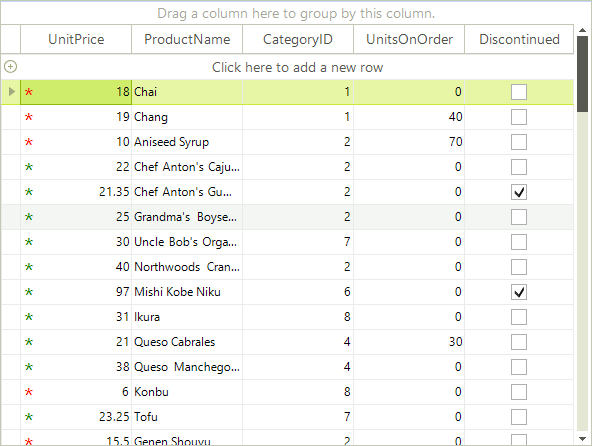 Drag a column here to group by this column.
UnitPrice ProductName CategoryID UnitsOnOrder Discontinued
Click here to add a new row
* 18 Chai 1 0
* 19 Chang 1 40
* 10 Aniseed Syrup 2 70
* 22 Chef Anton's Caju... 2 0
* 21.35 Chef Anton's Gu... 2 0
* 25 Grandma's Boyse... 2 0
* 30 Uncle Bob's Orga... 7 0
* 40 Northwoods Cran... 2 0
* 97 Mishi Kobe Niku 6 0
* 31 Ikura 8 0
* 21 Queso Cabrales 4 30
* 38 Queso Manchego... 4 0
* 6 Konbu 8 0
* 23.25 Tofu 7 0
* 15.5 Genen Shouyu 2 0